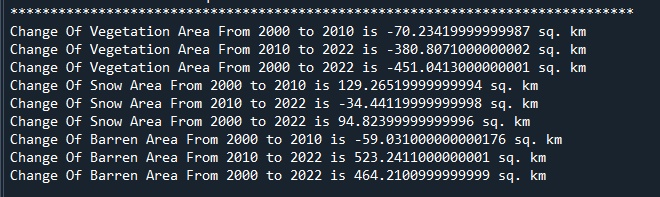 ******************************************************************************
Change Of Vegetation Area From 2000 to 2010 is -70.23419999999987 sq. km
Change Of Vegetation Area From 2010 to 2022 is -380.8071000000002 sq. km
Change Of Vegetation Area From 2000 to 2022 is -451.0413000000001 sq. km
Change Of Snow Area From 2000 to 2010 is 129.26519999999994 sq. km
Change Of Snow Area From 2010 to 2022 is -34.44119999999998 sq. km
Change Of Snow Area From 2000 to 2022 is 94.82399999999996 sq. km
Change Of Barren Area From 2000 to 2010 is -59.031000000000176 sq. km
Change Of Barren Area From 2010 to 2022 is 523.2411000000001 sq. km
Change Of Barren Area From 2000 to 2022 is 464.2100999999999 sq. km